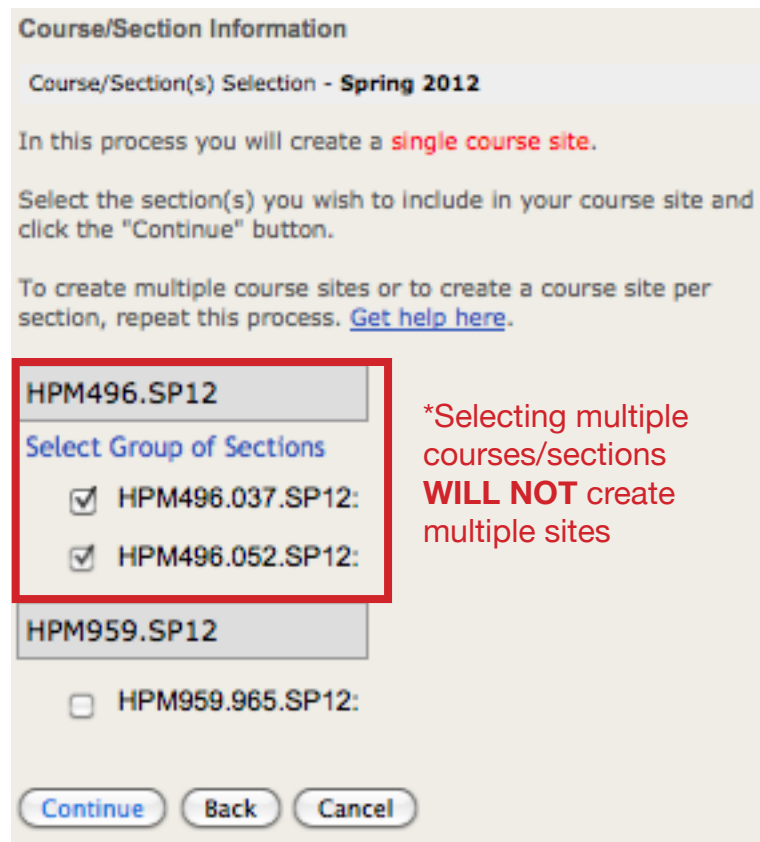 Course/Section Information
Course/Section(s) Selection - Spring 2012
In this process you will create a single course site.
Select the section(s) you wish to include in your course site and
click the "Continue" button.
To create multiple course sites or to create a course site per
section, repeat this process. Get help here.
HPM496.SP12
Select Group of Sections
HPM496.037.SP12:
HPM496.052.SP12:
*Selecting multiple
courses/sections
WILL NOT create
multiple sites
HPM959.SP12
HPM959.965.SP12:
Continue Back Cancel